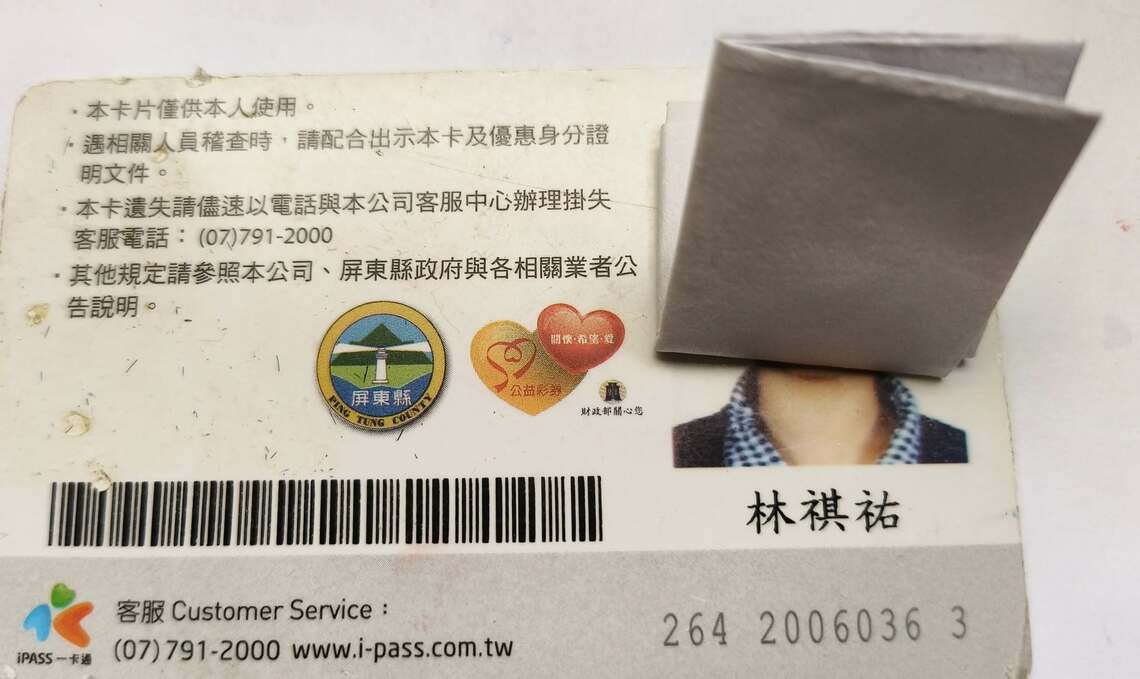 ・本卡片僅供本人使用。
・遇相關人員稽查時，請配合出示本卡及優惠身分證
明文件。
・本卡遺失請儘速以電話與本公司客服中心辦理掛失
客服電話：(07)791-2000
・其他規定請參照本公司、屏東縣政府與各相關業者公
告說明。
屏東縣
PING TUNG COUNTY
關懷·希望·愛
公益彩券
財政部關心您
林祺祐
客服 Customer Service：
(07)791-2000 www.i-pass.com.tw
iPASS 一卡通
264 2006036 3